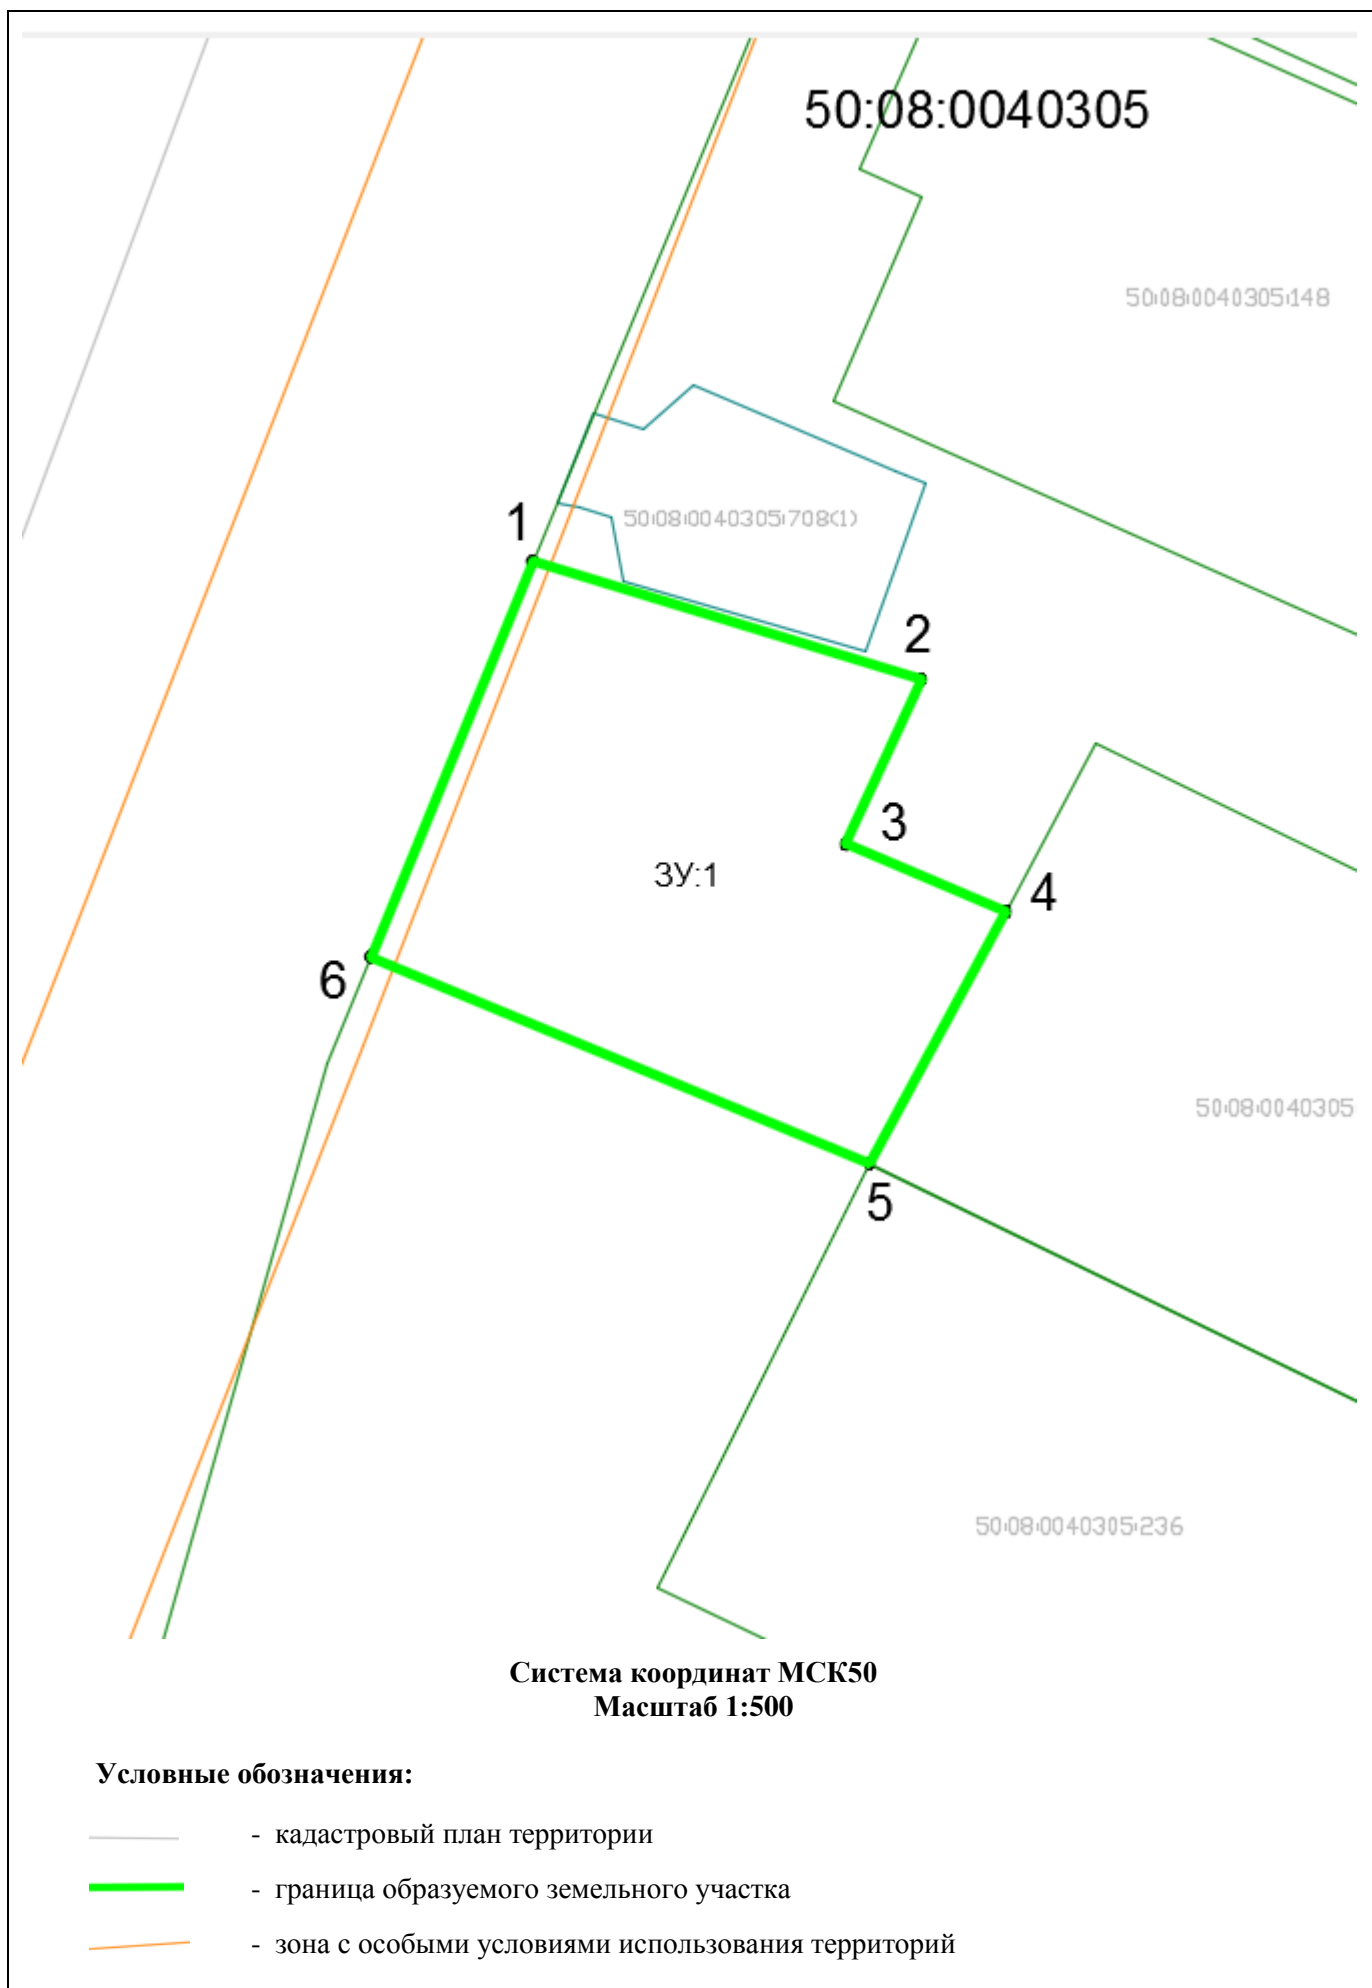 50:08:0040305
50:08:0040305:148
1
50:08:0040305:708(1)
2
3
ЗУ:1
4
6
50:08:0040305
5
50:08:0040305:236
Система координат МСК50
Масштаб 1:500
Условные обозначения:
- кадастровый план территории
- граница образуемого земельного участка
- зона с особыми условиями использования территорий